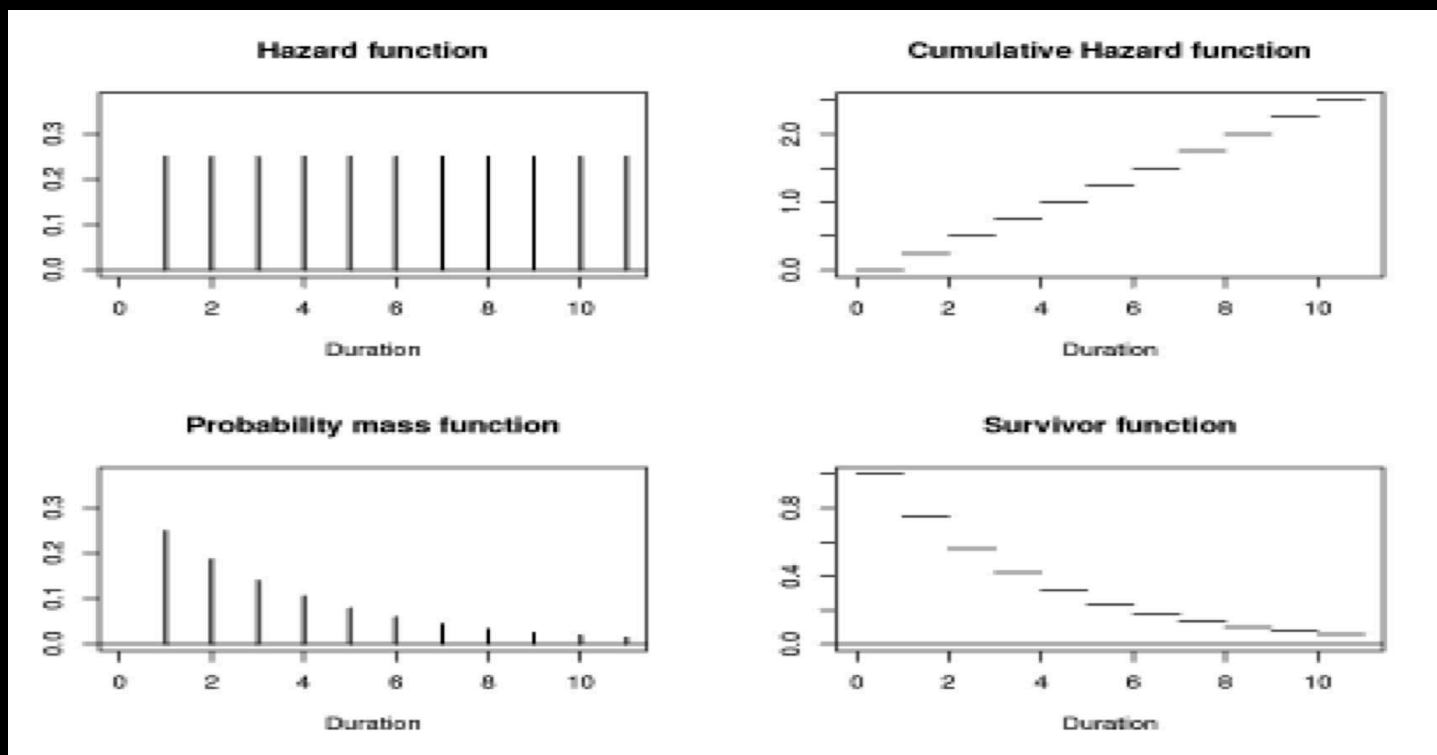 Hazard function
0.3
0.2
0.1
0.0
0 2 4 6 8 10
Duration
Cumulative Hazard function
2.0
1.0
0.0
0 2 4 6 8 10
Duration
Probability mass function
0.3
0.2
0.1
0.0
0 2 4 6 8 10
Duration
Survivor function
0.8
0.4
0.0
0 2 4 6 8 10
Duration